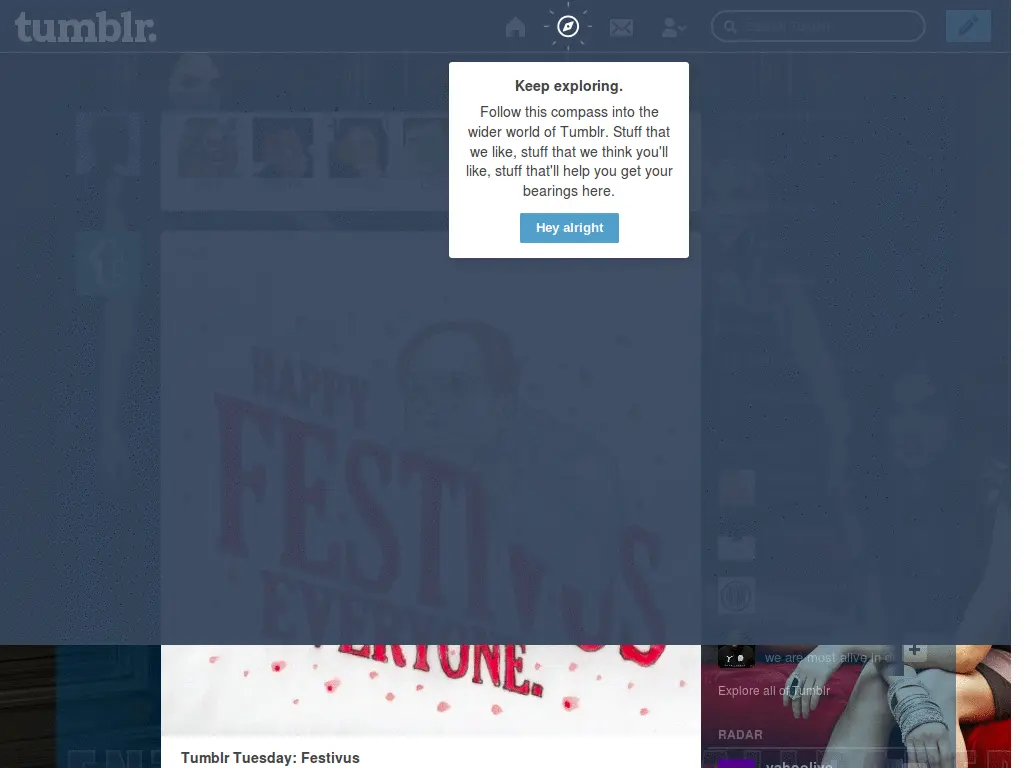 tumblr.
Search Tumblr
Keep exploring.
Follow this compass into the
wider world of Tumblr. Stuff that
we like, stuff that we think you'll
like, stuff that'll help you get your
bearings here.
Hey alright
HAPPY
FESTIVUS
EVERYONE.
we are most alive in
Explore all of Tumblr
RADAR
Tumblr Tuesday: Festivus
yahoolive